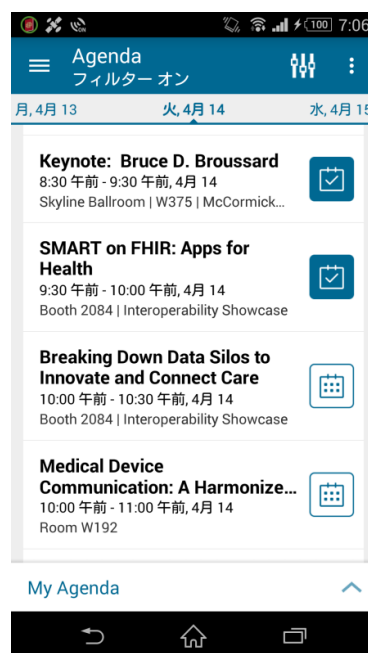 100 7:06
Agenda
フィルター オン
月, 4月 13 火, 4月 14 水, 4月 15
Keynote: Bruce D. Broussard
8:30 午前 - 9:30 午前, 4月 14
Skyline Ballroom | W375 | McCormick...
SMART on FHIR: Apps for
Health
9:30 午前 - 10:00 午前, 4月 14
Booth 2084 | Interoperability Showcase
Breaking Down Data Silos to
Innovate and Connect Care
10:00 午前 - 10:30 午前, 4月 14
Booth 2084 | Interoperability Showcase
Medical Device
Communication: A Harmonize...
10:00 午前 - 11:00 午前, 4月 14
Room W192
My Agenda